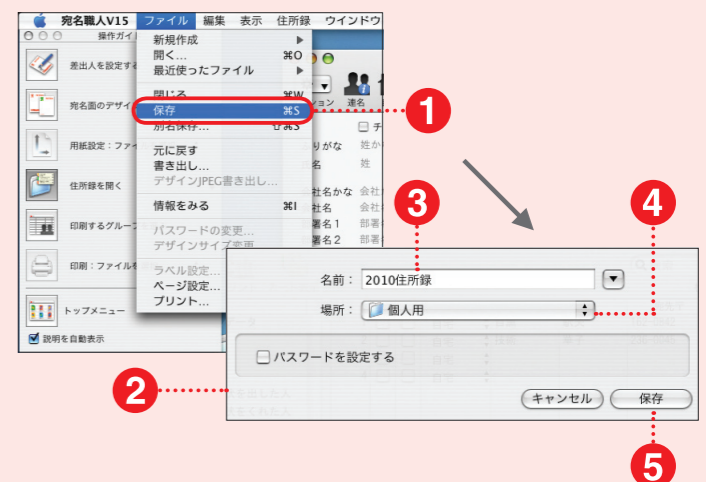 宛名職人V15 ファイル 編集 表示 住所録 ウインドウ
操作ガイ
差出人を設定す
宛名面のデザイ
用紙設定：ファイ
住所録を開く
印刷するグルー
印刷：ファイル
トップメニュー
説明を自動表示
新規作成
開く... ⌘O
最近使ったファイル
閉じる ⌘W
保存 ⌘S
別名保存... ⇧⌘S
元に戻す
書き出し...
デザインJPEG書き出し...
情報をみる ⌘I
パスワードの変更...
デザインサイズ変更
ラベル設定...
ページ設定...
プリント...
ション 連名
チ
りがな 姓か
名 姓
社名かな 会社
社名 会社
署名1 部署
署名2 部署
1
2
3
4
5
名前： 2010住所録
場所： 個人用
パスワードを設定する
キャンセル 保存